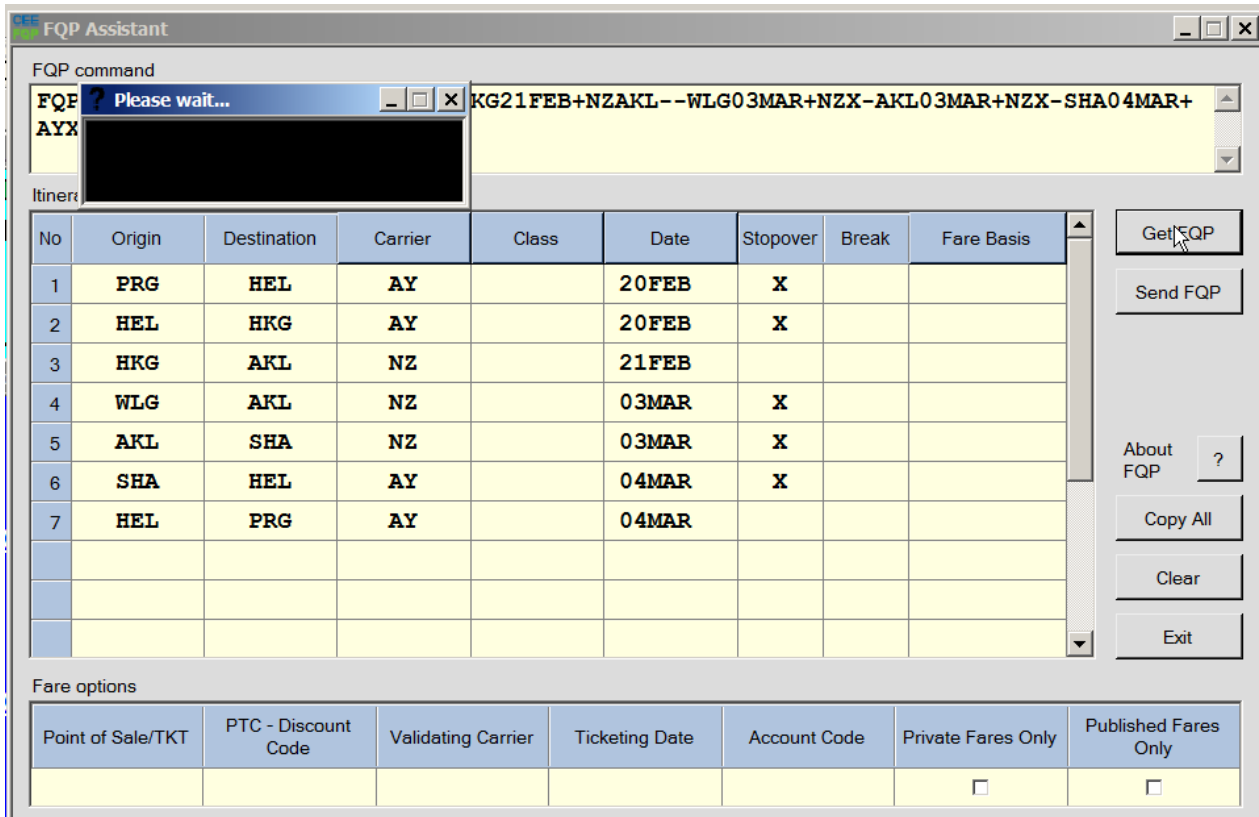 CEE FQP FQP Assistant
FQP command
FQP KG21FEB+NZAKL--WLG03MAR+NZX-AKL03MAR+NZX-SHA04MAR+
AYX
Please wait...
Itinera
No Origin Destination Carrier Class Date Stopover Break Fare Basis
1 PRG HEL AY 20FEB X
2 HEL HKG AY 20FEB X
3 HKG AKL NZ 21FEB
4 WLG AKL NZ 03MAR X
5 AKL SHA NZ 03MAR X
6 SHA HEL AY 04MAR X
7 HEL PRG AY 04MAR
Get FQP
Send FQP
About
FQP ?
Copy All
Clear
Exit
Fare options
Point of Sale/TKT PTC - Discount Code Validating Carrier Ticketing Date Account Code Private Fares Only Published Fares Only